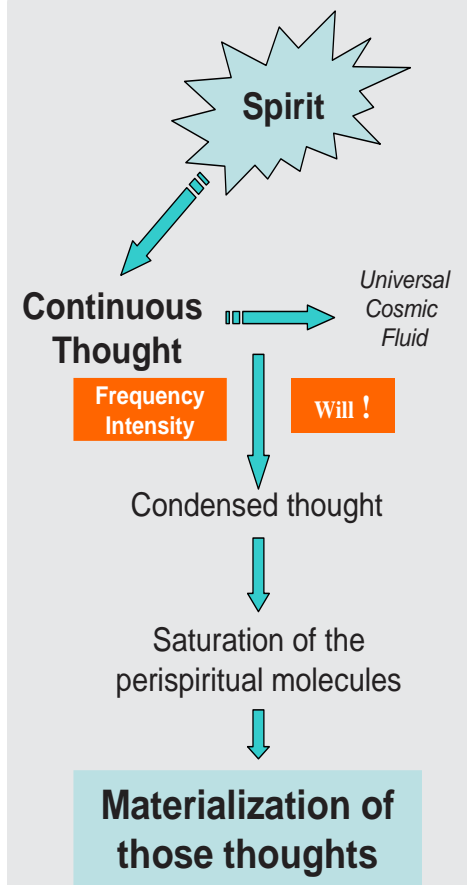 Spirit
Continuous
Thought
Universal
Cosmic
Fluid
Frequency
Intensity
Will !
Condensed thought
Saturation of the
perispiritual molecules
Materialization of
those thoughts